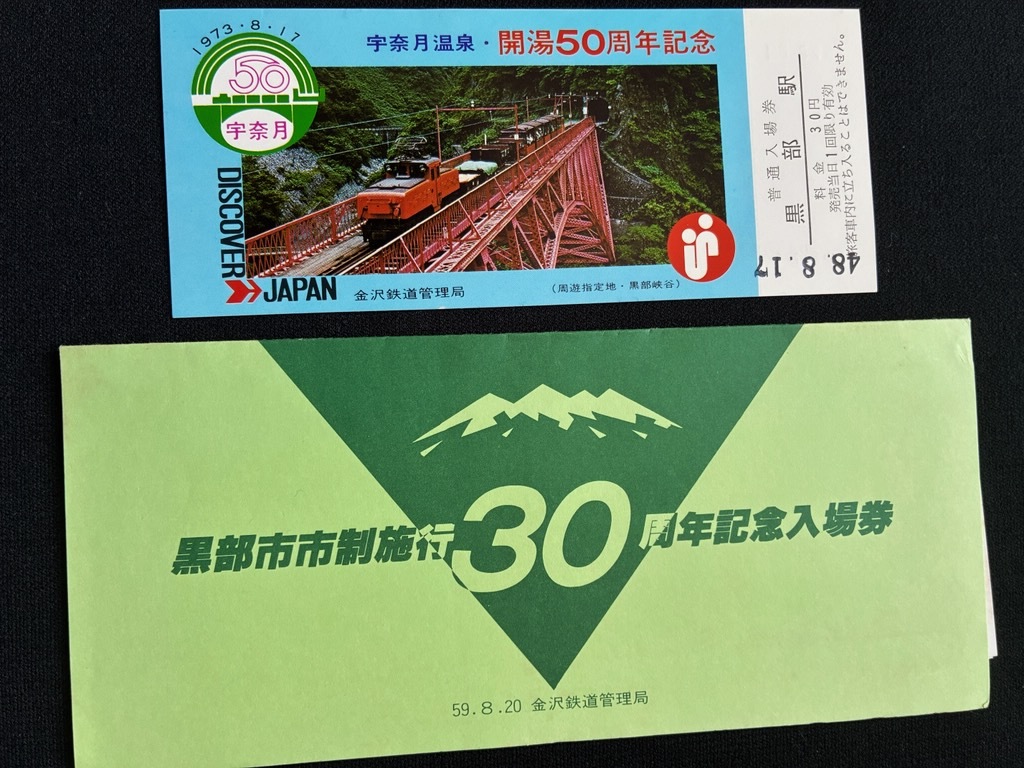 1973・8・17
50
宇奈月
宇奈月温泉・開湯50周年記念
DISCOVER
JAPAN
金沢鉄道管理局
(周遊指定地・黒部峡谷)
普通入場券
黒部駅
料金 30円
発売当日1回限り有効
旅客車内に立ち入ることはできません。
48.8.17
黒部市市制施行30周年記念入場券
59.8.20 金沢鉄道管理局